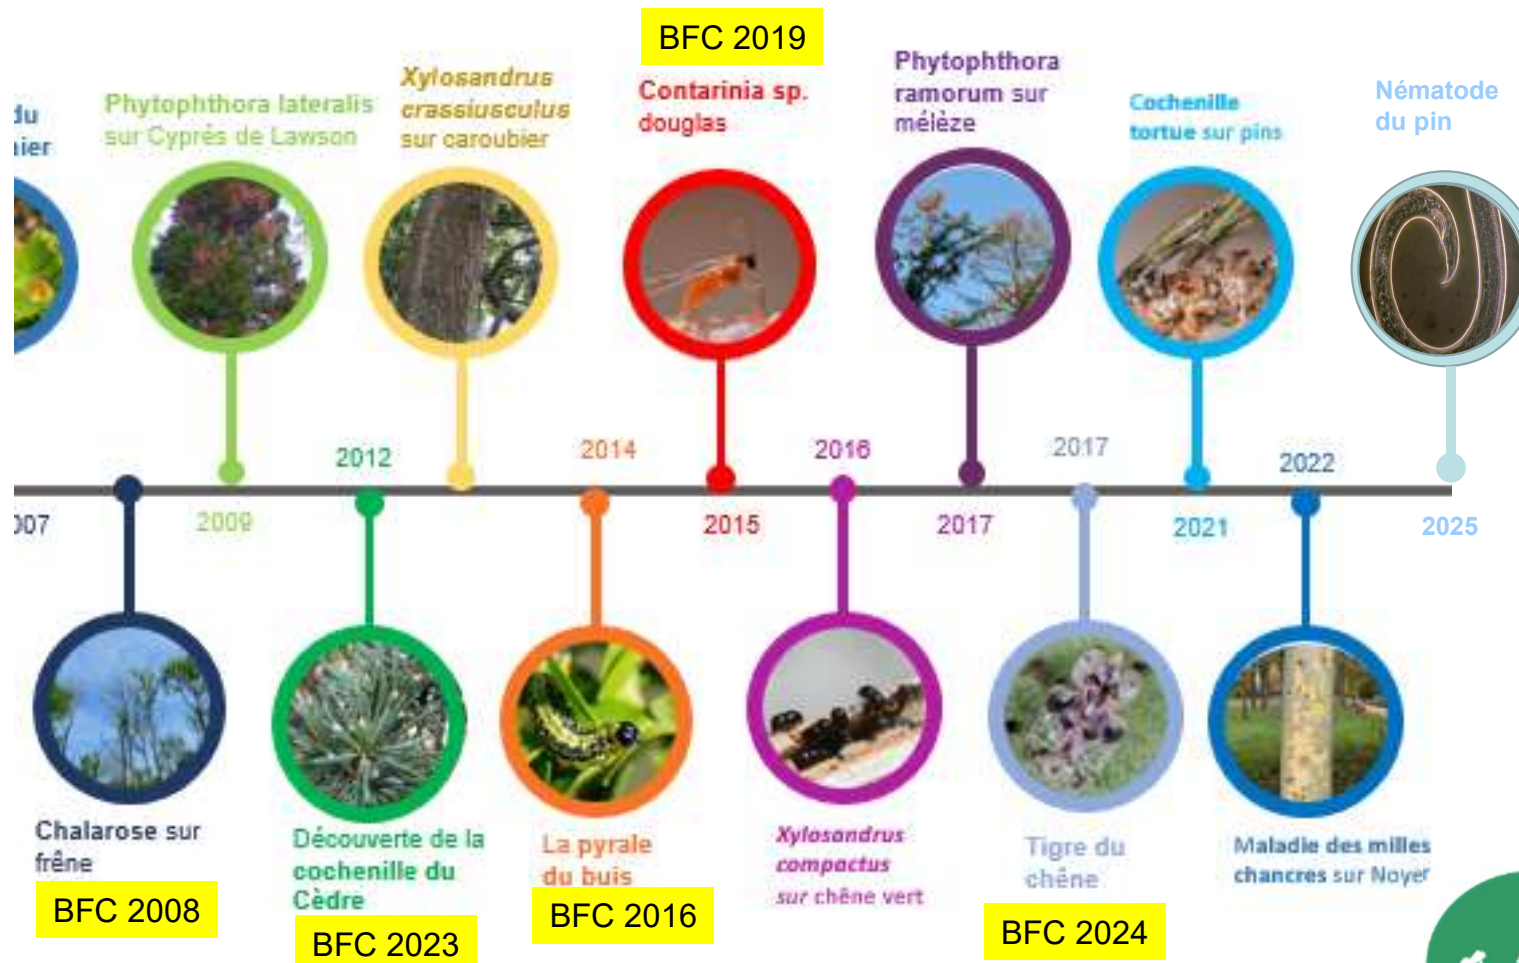 BFC 2019
du
nier
Phytophthora lateralis
sur Cyprès de Lawson
Xylosandrus
crassiusculus
sur caroubier
Contarinia sp.
douglas
Phytophthora
ramorum sur
mélèze
Cochenille
tortue sur pins
Nématode
du pin
2012
2014
2016
2017
2022
007
2009
2015
2017
2021
2025
Chalarose sur
frêne
BFC 2008
Découverte de la
cochenille du
Cèdre
BFC 2023
La pyrale
du buis
BFC 2016
Xylosandrus
compactus
sur chêne vert
Tigre du
chêne
BFC 2024
Maladie des milles
chancres sur Noyer